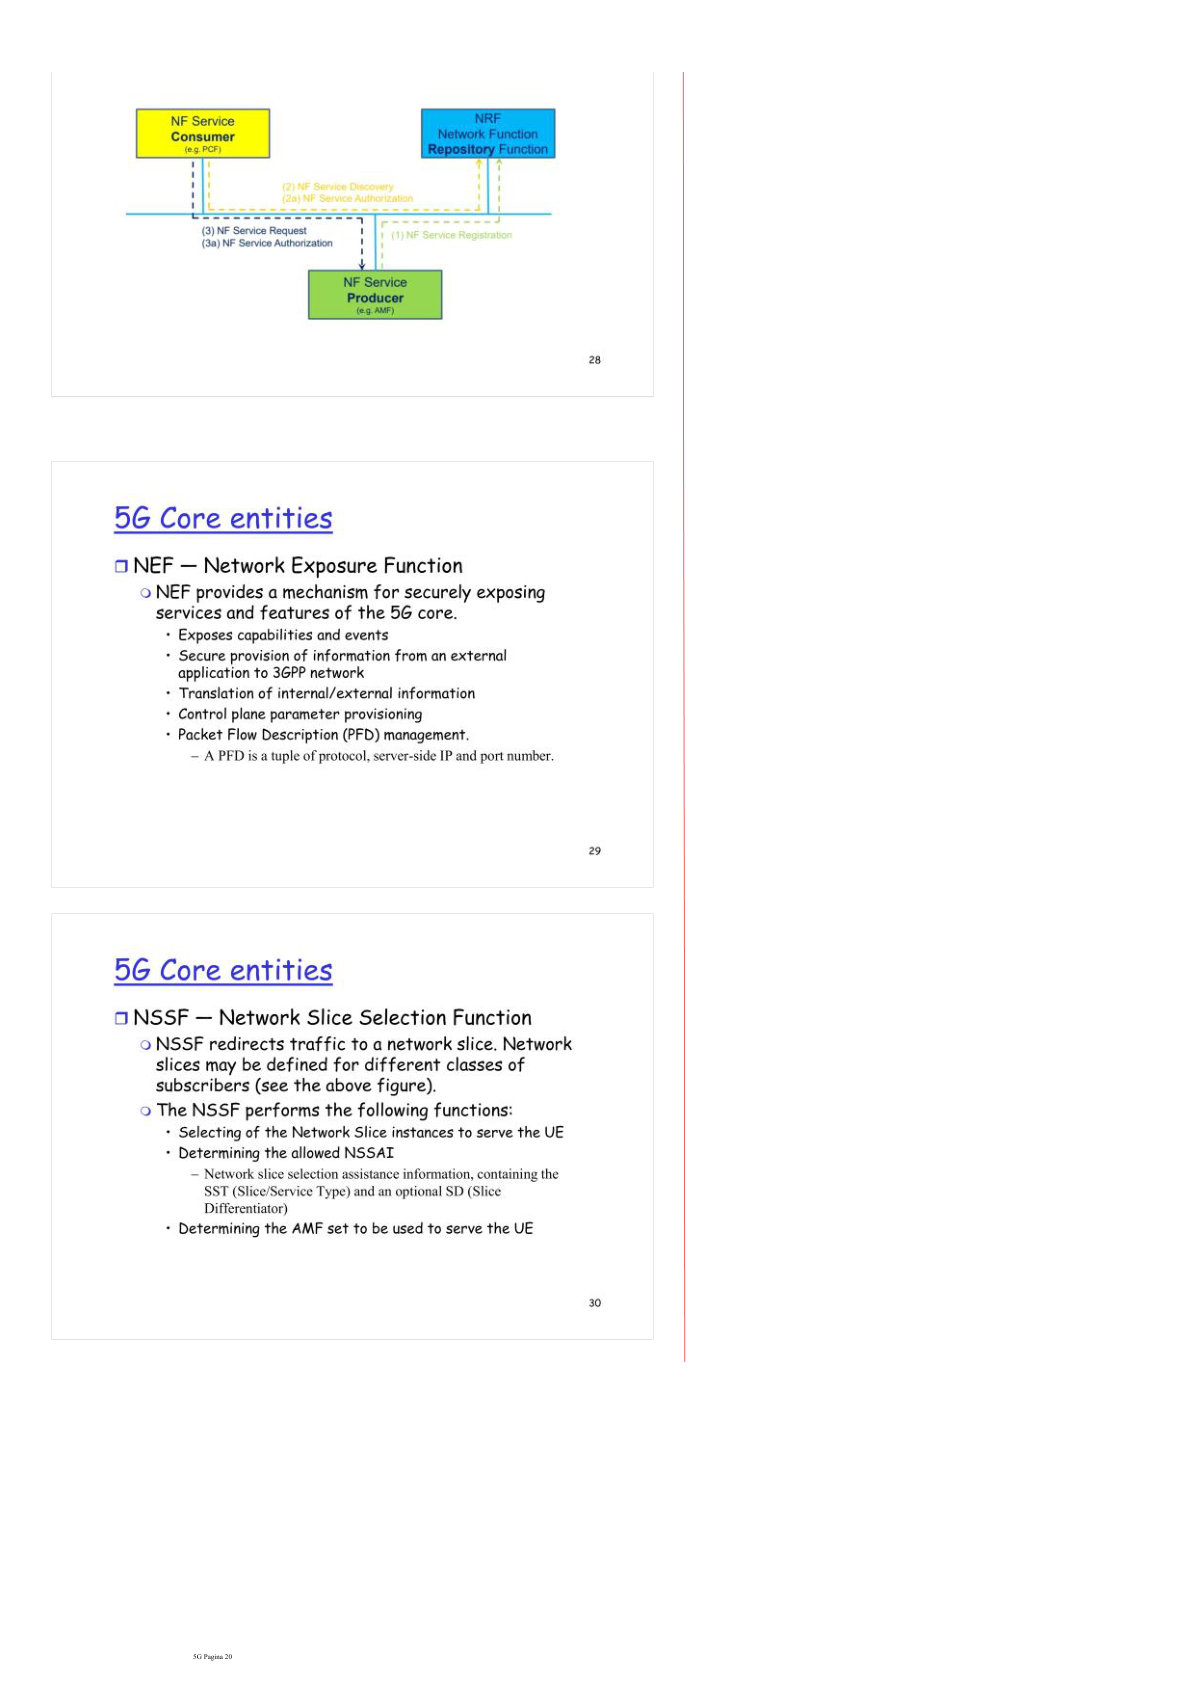 NF Service
Consumer
(e.g. PCF)
NRF
Network Function
Repository Function
(2) NF Service Discovery
(2a) NF Service Authorization
(3) NF Service Request
(3a) NF Service Authorization
(1) NF Service Registration
NF Service
Producer
(e.g. AMF)
28
5G Core entities
❒ NEF — Network Exposure Function
❍ NEF provides a mechanism for securely exposing
services and features of the 5G core.
• Exposes capabilities and events
• Secure provision of information from an external
application to 3GPP network
• Translation of internal/external information
• Control plane parameter provisioning
• Packet Flow Description (PFD) management.
– A PFD is a tuple of protocol, server-side IP and port number.
29
5G Core entities
❒ NSSF — Network Slice Selection Function
❍ NSSF redirects traffic to a network slice. Network
slices may be defined for different classes of
subscribers (see the above figure).
❍ The NSSF performs the following functions:
• Selecting of the Network Slice instances to serve the UE
• Determining the allowed NSSAI
– Network slice selection assistance information, containing the
SST (Slice/Service Type) and an optional SD (Slice
Differentiator)
• Determining the AMF set to be used to serve the UE
30
5G Pagina 20